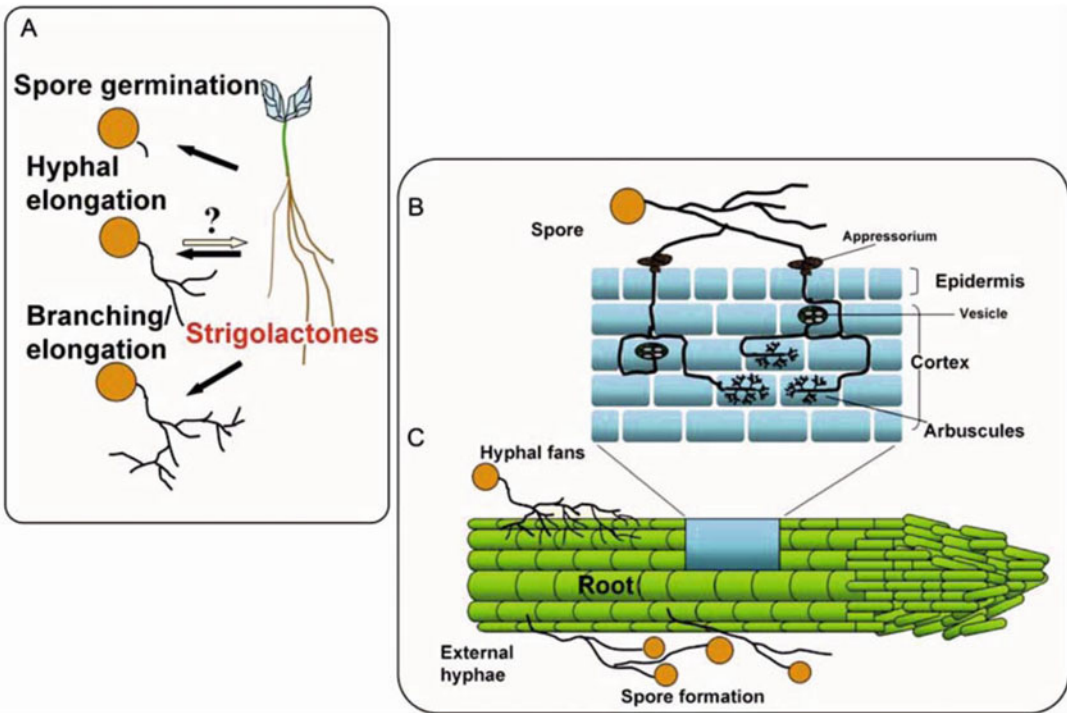 A
Spore germination
Hyphal
elongation
?
Branching/
elongation
Strigolactones
B
Spore
Appressorium
Epidermis
Vesicle
Cortex
Arbuscules
C
Hyphal fans
Root
External
hyphae
Spore formation